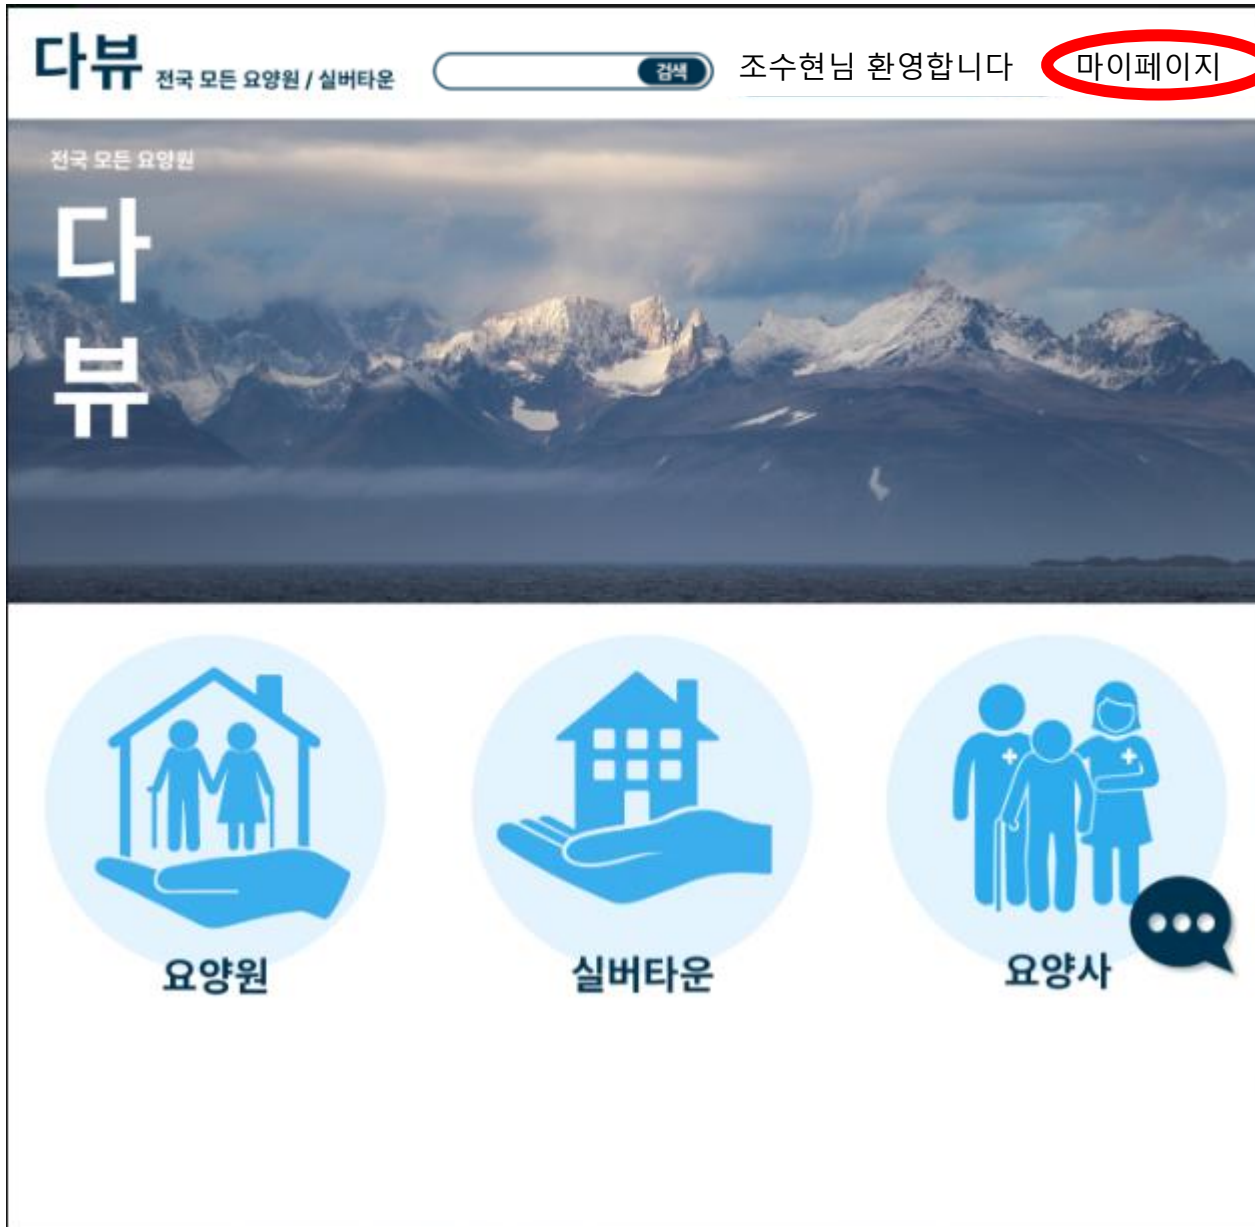 다뷰 전국 모든 요양원 / 실버타운 검색 조수현님 환영합니다 마이페이지
전국 모든 요양원
다
뷰
요양원 실버타운 요양사